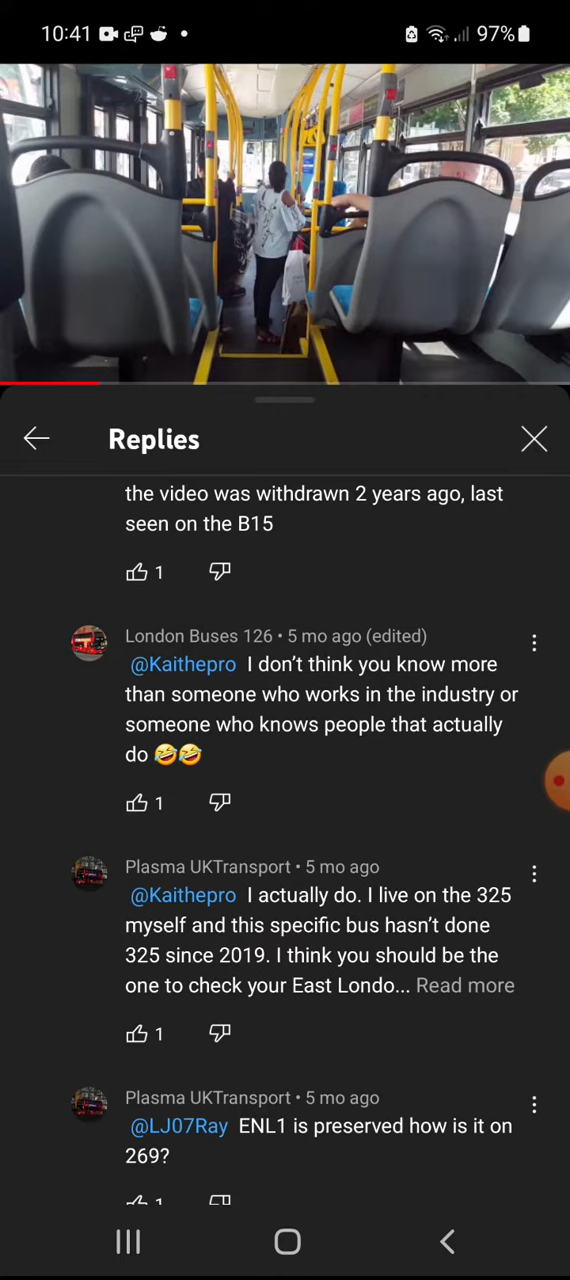 10:41
97%
Replies
the video was withdrawn 2 years ago, last
seen on the B15
1
London Buses 126 • 5 mo ago (edited)
@Kaithepro I don’t think you know more
than someone who works in the industry or
someone who knows people that actually
do 🤣🤣
1
Plasma UKTransport • 5 mo ago
@Kaithepro I actually do. I live on the 325
myself and this specific bus hasn’t done
325 since 2019. I think you should be the
one to check your East Londo... Read more
1
Plasma UKTransport • 5 mo ago
@LJ07Ray ENL1 is preserved how is it on
269?
1